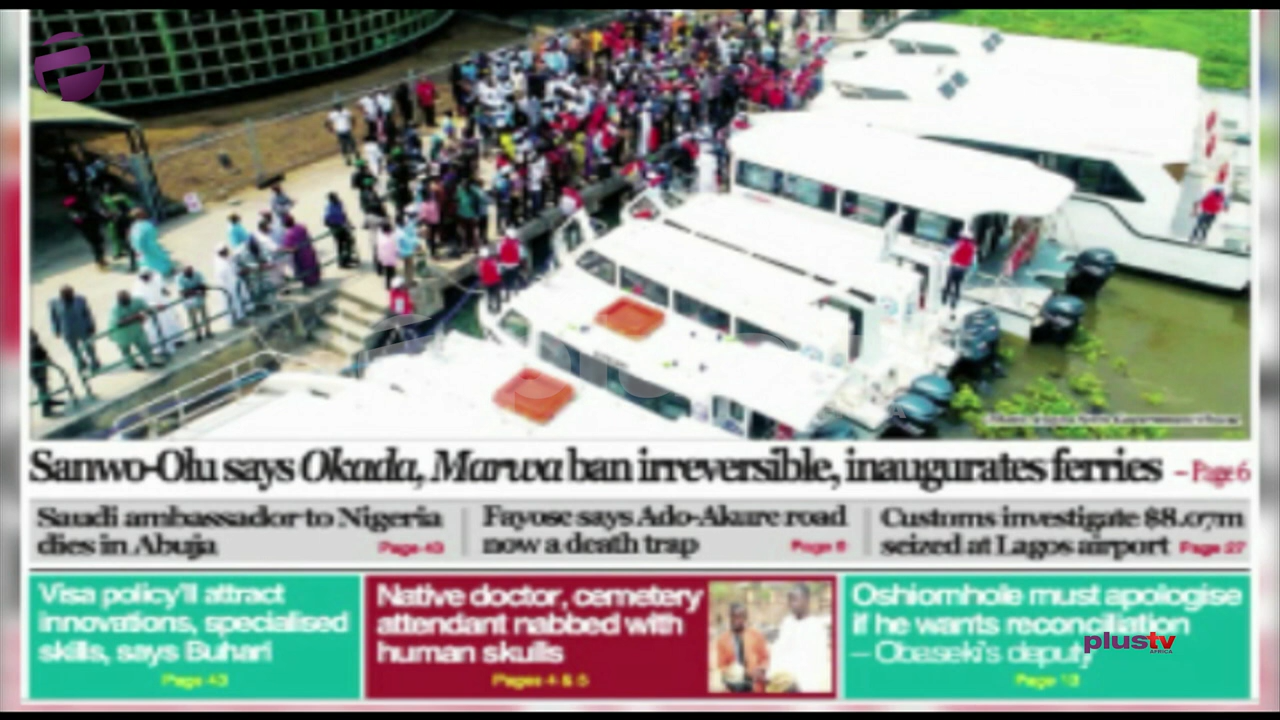 Sanwo-Olu says Okada, Marwa ban irreversible, inaugurates ferries – Page 6
Saudi ambassador to Nigeria
dies in Abuja Page 43
Fayose says Ado-Akure road
now a death trap Page 8
Customs investigate $8.07m
seized at Lagos airport Page 27
Visa policy'll attract
innovations, specialised
skills, says Buhari
Page 43
Native doctor, cemetery
attendant nabbed with
human skulls
Pages 4 & 5
Oshiomhole must apologise
if he wants reconciliation
– Obaseki's deputy
Page 13
plustv
AFRICA